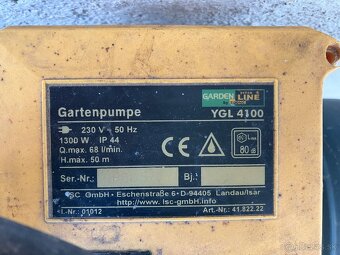 GARDEN LINE
Gartenpumpe YGL 4100
230 V ~ 50 Hz
1300 W IP 44
Q.max. 68 l/min.
H.max. 50 m
CE
80 dB
Ser.-Nr.: Bj.:
ISC GmbH · Eschenstraße 6 · D-94405 Landau/Isar
http://www.isc-gmbh.info
I.-Nr.: 01012 Art.-Nr.: 41.822.22